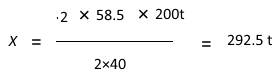 ·2 × 58.5 × 200t
X = = 292.5 t
2×40